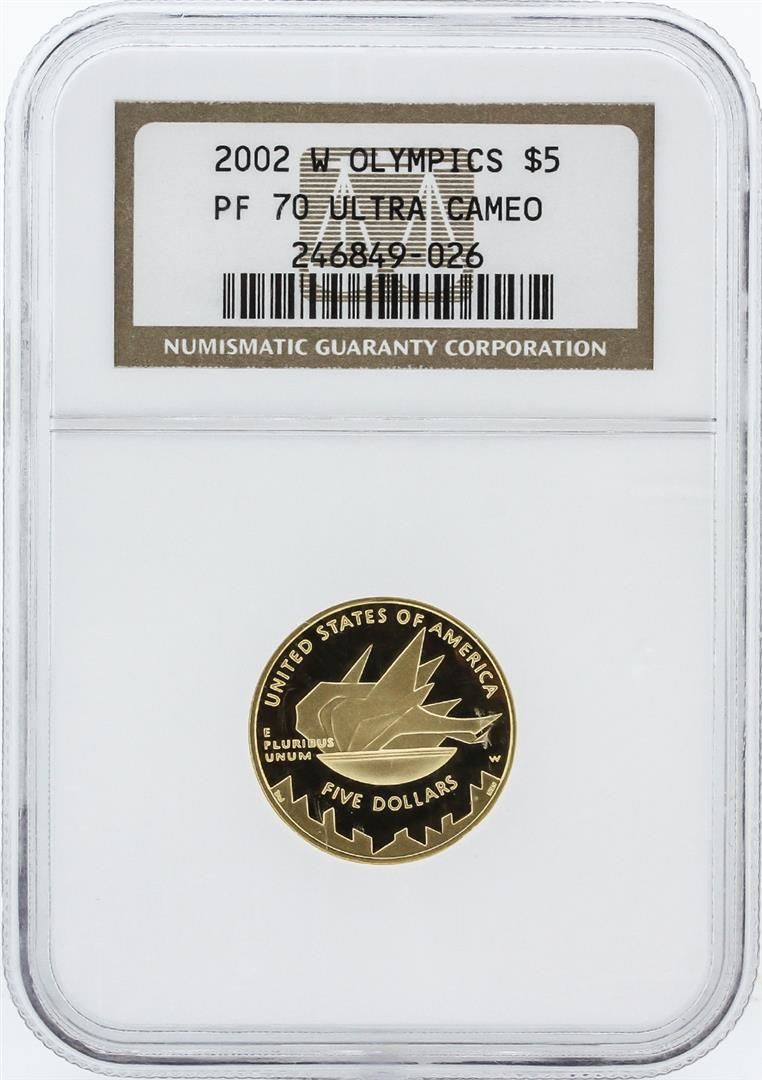 2002 W OLYMPICS $5
PF 70 ULTRA CAMEO
246849-026
NUMISMATIC GUARANTY CORPORATION
UNITED STATES OF AMERICA
E
PLURIBUS
UNUM
W
FIVE DOLLARS